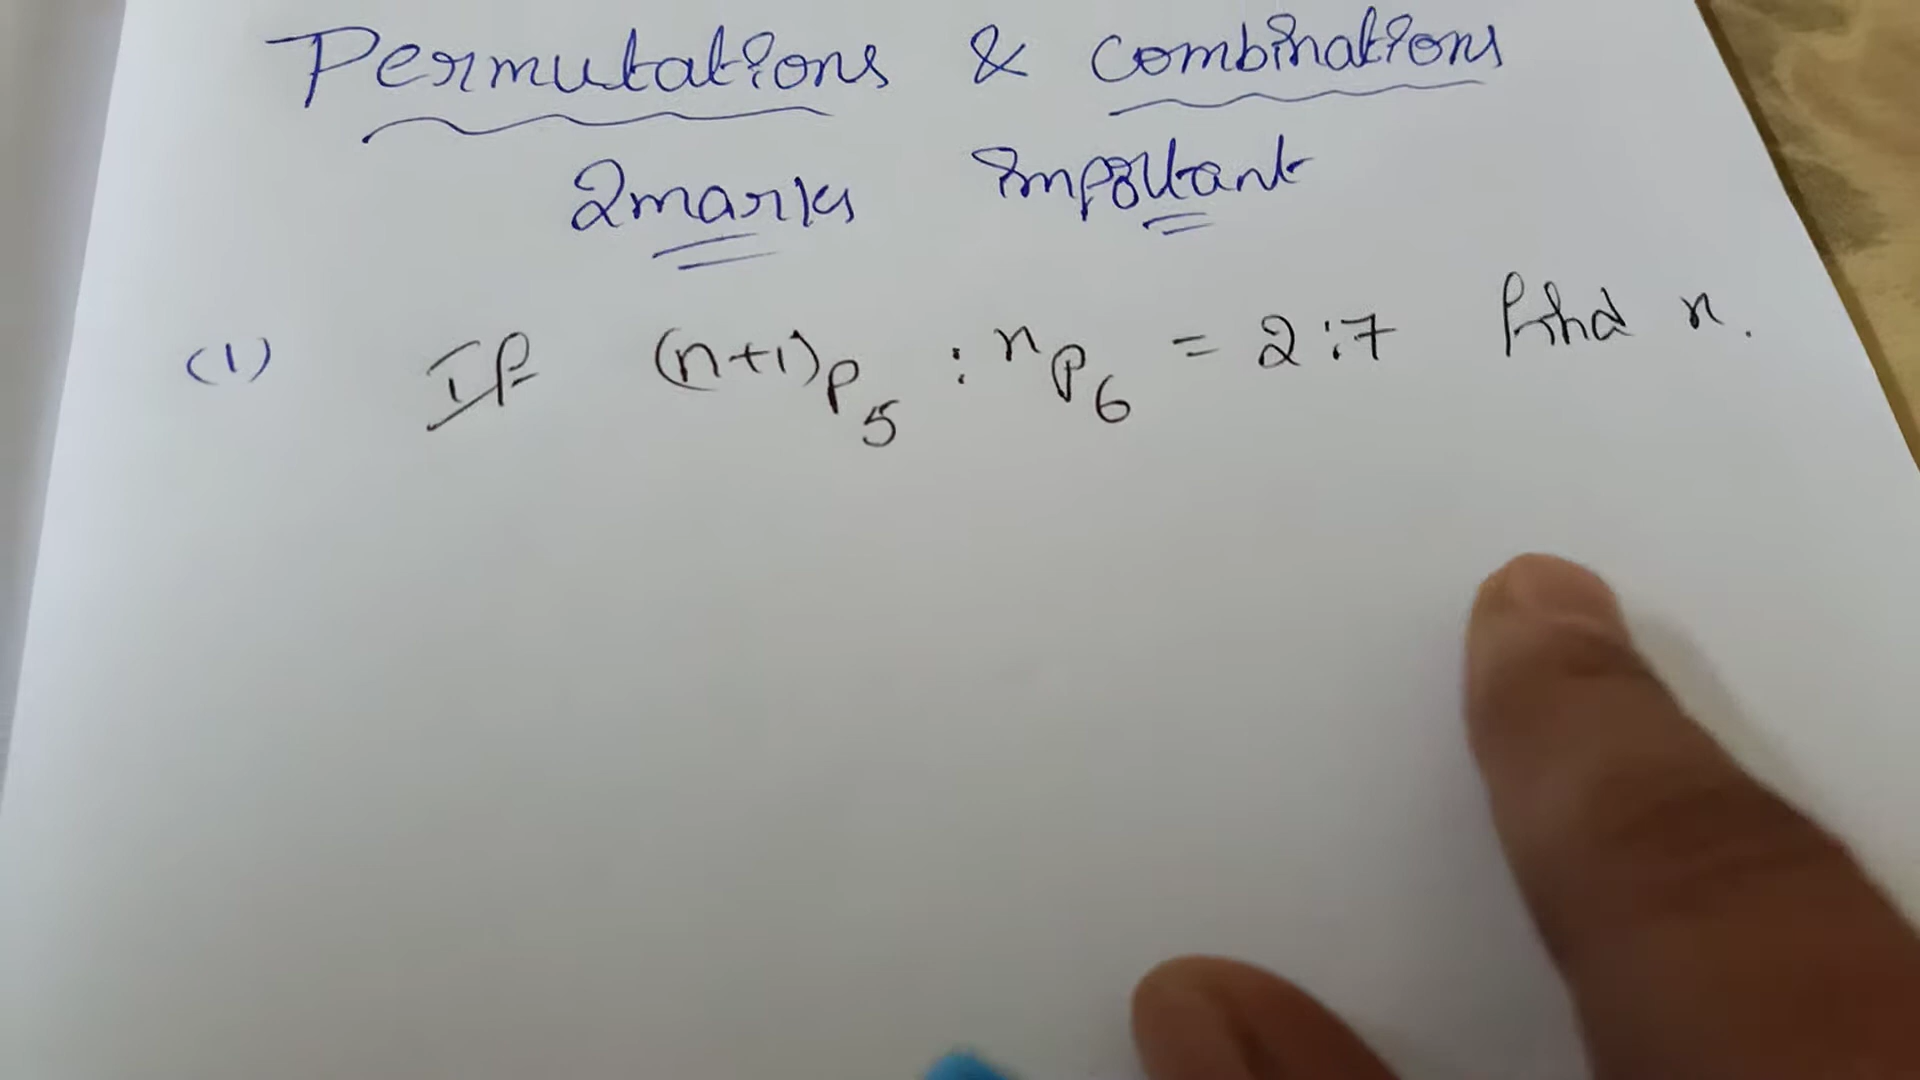 Permutations & combinations
2marks important
(1) If (n+1)P₅ : ⁿP₆ = 2:7 find n.